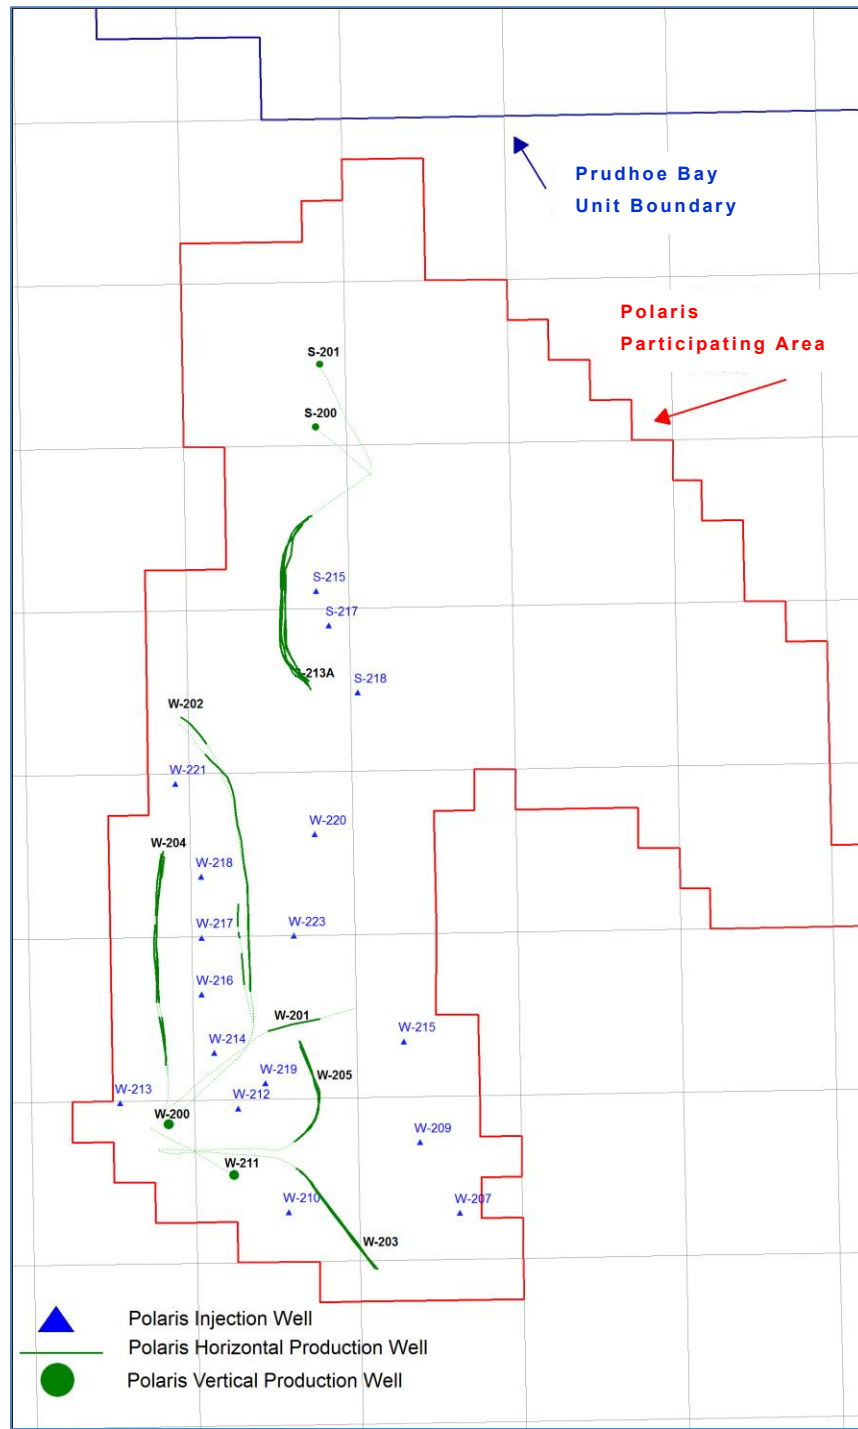 Prudhoe Bay
Unit Boundary
Polaris
Participating Area
S-201
S-200
S-215
S-217
-213A
S-218
W-202
W-221
W-220
W-204
W-218
W-217
W-223
W-216
W-201
W-215
W-214
W-219
W-205
W-213
W-212
W-200
W-209
W-211
W-210
W-207
W-203
Polaris Injection Well
Polaris Horizontal Production Well
Polaris Vertical Production Well